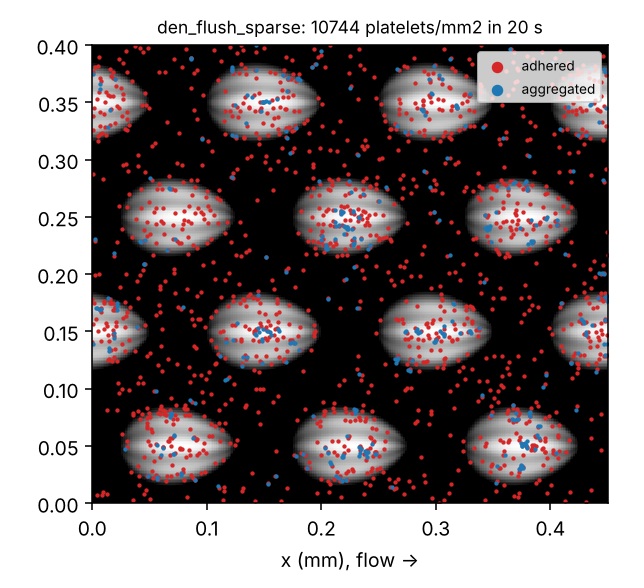 den_flush_sparse: 10744 platelets/mm2 in 20 s
adhered
aggregated
0.40
0.35
0.30
0.25
0.20
0.15
0.10
0.05
0.00
0.0 0.1 0.2 0.3 0.4
x (mm), flow →